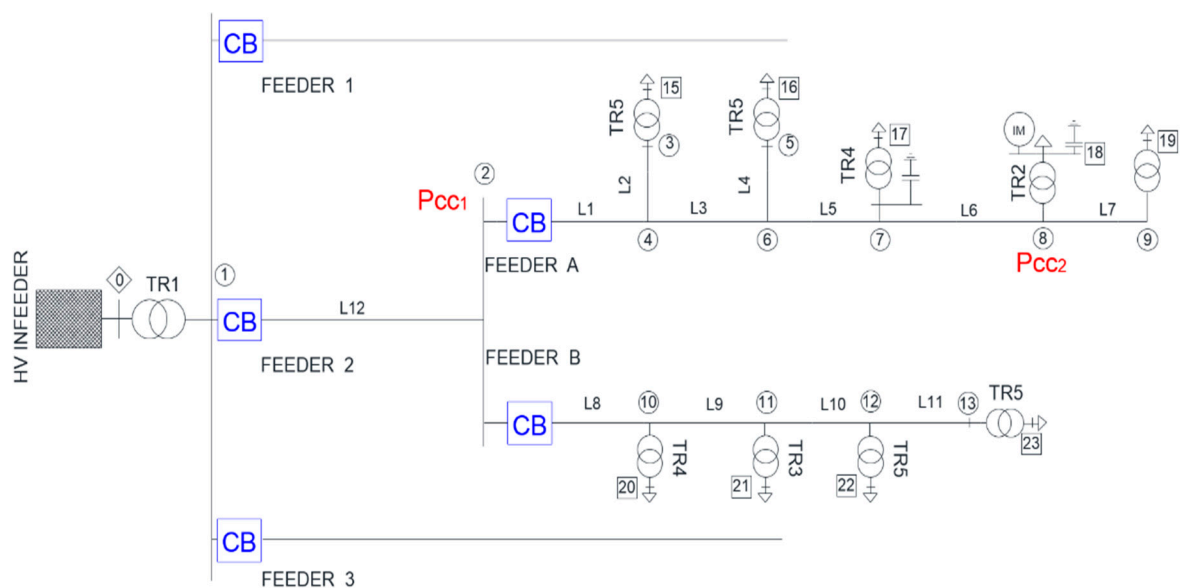 CB
FEEDER 1
15
16
TR5
3
TR5
5
17
TR4
IM
18
TR2
19
2
Pcc1
CB
L1
L2
L3
L4
L5
L6
L7
4
6
7
8
9
FEEDER A
Pcc2
HV INFEEDER
0
TR1
1
CB
L12
FEEDER 2
FEEDER B
CB
L8
10
L9
11
L10
12
L11
13
TR5
23
TR4
20
TR3
21
TR5
22
CB
FEEDER 3